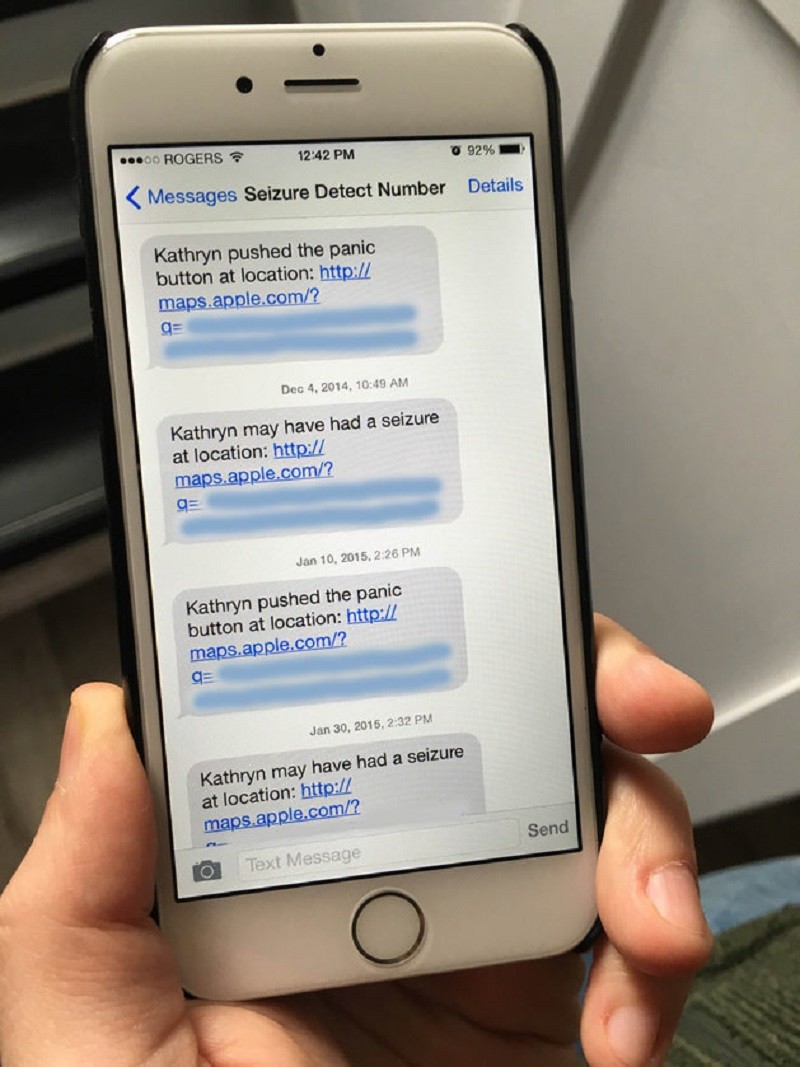 ROGERS 12:42 PM 92%
Messages Seizure Detect Number Details
Kathryn pushed the panic
button at location: http://
maps.apple.com/?
q=
Dec 4, 2014, 10:49 AM
Kathryn may have had a seizure
at location: http://
maps.apple.com/?
q=
Jan 10, 2015, 2:26 PM
Kathryn pushed the panic
button at location: http://
maps.apple.com/?
q=
Jan 30, 2015, 2:32 PM
Kathryn may have had a seizure
at location: http://
maps.apple.com/?
Text Message Send